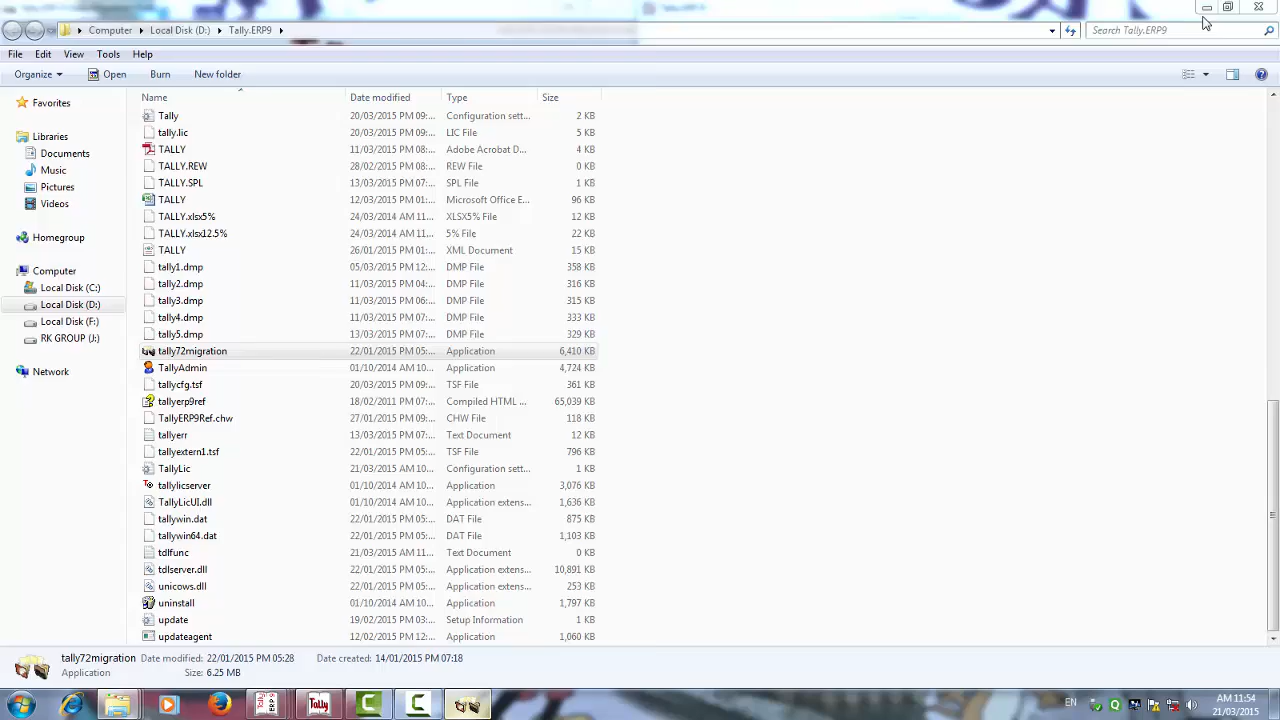 Computer Local Disk (D:) Tally.ERP9 Search Tally.ERP9
File Edit View Tools Help
Organize Open Burn New folder
Name Date modified Type Size
Favorites
Libraries
Documents
Music
Pictures
Videos
Homegroup
Computer
Local Disk (C:)
Local Disk (D:)
Local Disk (F:)
RK GROUP (J:)
Network
Tally 20/03/2015 PM 09:... Configuration sett... 2 KB
tally.lic 20/03/2015 PM 09:... LIC File 5 KB
TALLY 11/03/2015 PM 08:... Adobe Acrobat D... 4 KB
TALLY.REW 28/02/2015 PM 08:... REW File 0 KB
TALLY.SPL 13/03/2015 PM 07:... SPL File 1 KB
TALLY 12/03/2015 PM 01:... Microsoft Office E... 96 KB
TALLY.xlsx5% 24/03/2014 AM 11... XLSX5% File 12 KB
TALLY.xlsx12.5% 24/03/2014 AM 11... 5% File 22 KB
TALLY 26/01/2015 PM 01:... XML Document 15 KB
tally1.dmp 05/03/2015 PM 12:... DMP File 358 KB
tally2.dmp 11/03/2015 PM 04:... DMP File 316 KB
tally3.dmp 11/03/2015 PM 06:... DMP File 315 KB
tally4.dmp 11/03/2015 PM 07:... DMP File 333 KB
tally5.dmp 13/03/2015 PM 07:... DMP File 329 KB
tally72migration 22/01/2015 PM 05:... Application 6,410 KB
TallyAdmin 01/10/2014 AM 10... Application 4,724 KB
tallycfg.tsf 20/03/2015 PM 09:... TSF File 361 KB
tallyerp9ref 18/02/2011 PM 07:... Compiled HTML ... 65,039 KB
TallyERP9Ref.chw 27/01/2015 PM 09:... CHW File 118 KB
tallyerr 13/03/2015 PM 07:... Text Document 12 KB
tallyextern1.tsf 22/01/2015 PM 05:... TSF File 796 KB
TallyLic 21/03/2015 AM 10... Configuration sett... 1 KB
tallylicserver 01/10/2014 AM 10... Application 3,076 KB
TallyLicUI.dll 01/10/2014 AM 10... Application extens... 1,636 KB
tallywin.dat 22/01/2015 PM 05:... DAT File 875 KB
tallywin64.dat 22/01/2015 PM 05:... DAT File 1,103 KB
tdlfunc 21/03/2015 AM 11... Text Document 0 KB
tdlserver.dll 22/01/2015 PM 05:... Application extens... 10,891 KB
unicows.dll 22/01/2015 PM 05:... Application extens... 253 KB
uninstall 01/10/2014 AM 10... Application 1,797 KB
update 19/02/2015 PM 03:... Setup Information 1 KB
updateagent 12/02/2015 PM 12:... Application 1,060 KB
tally72migration Date modified: 22/01/2015 PM 05:28 Date created: 14/01/2015 PM 07:18
Application Size: 6.25 MB
Tally
EN
AM 11:54
21/03/2015